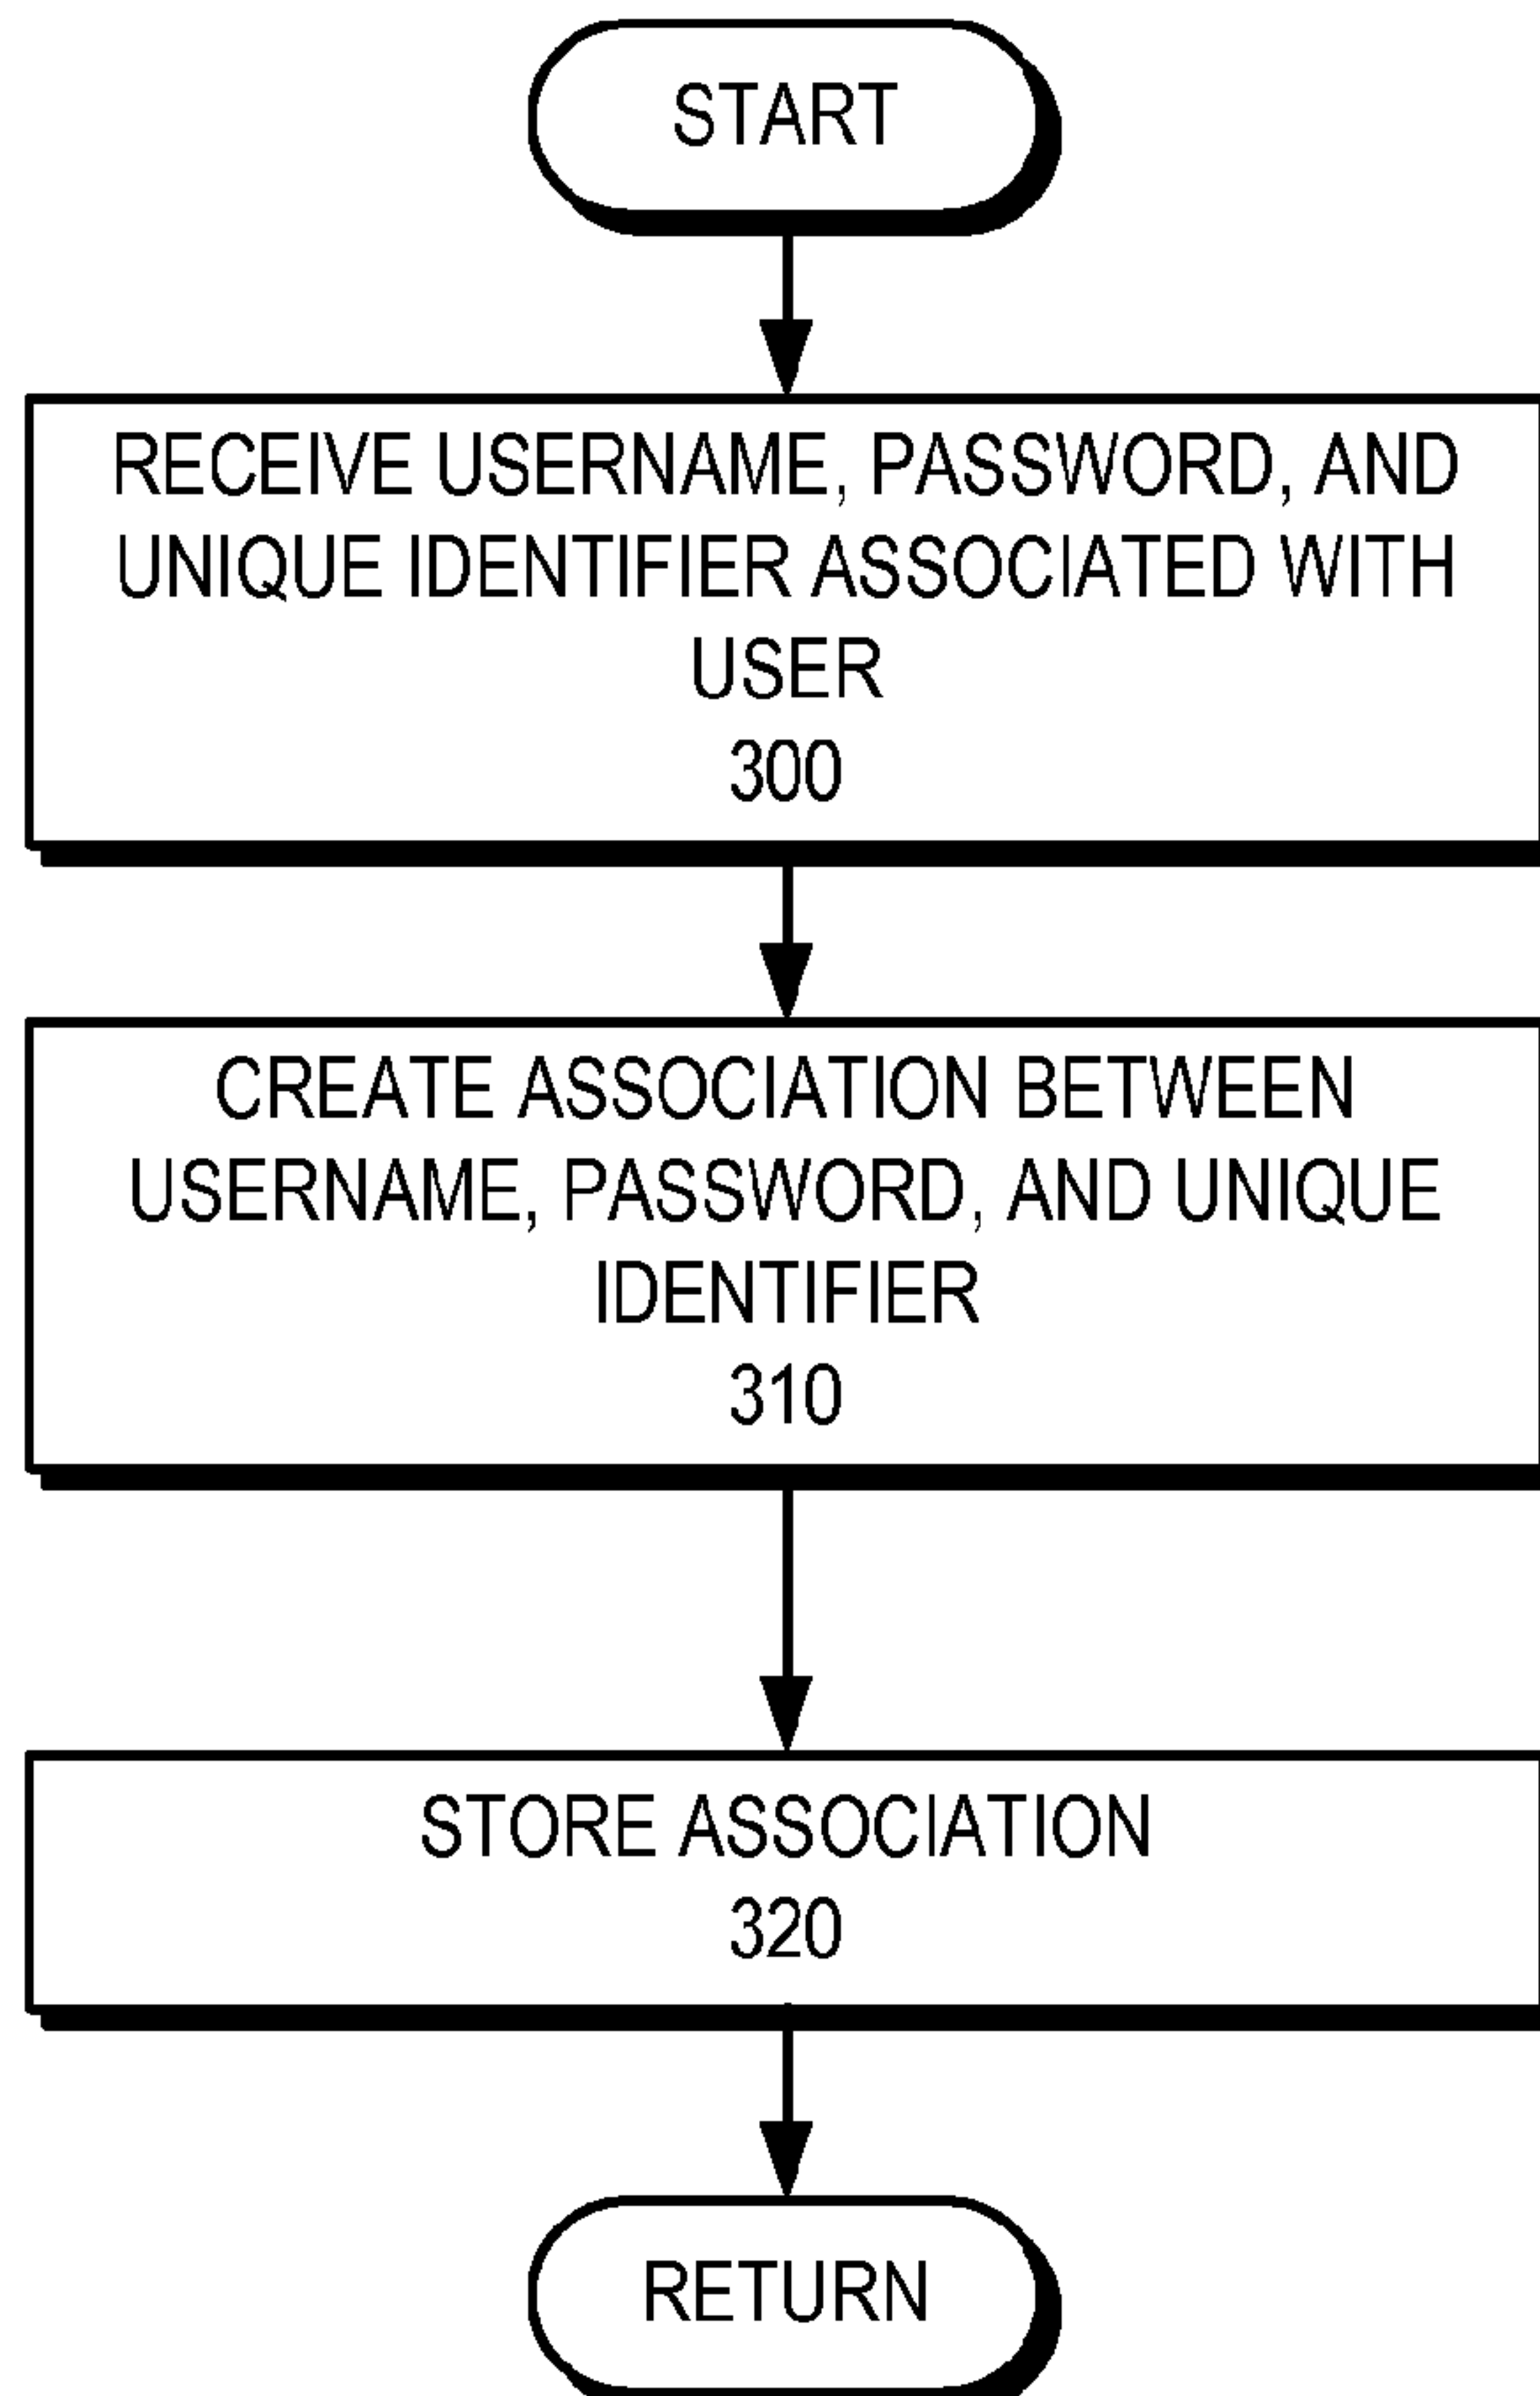 START
RECEIVE USERNAME, PASSWORD, AND
UNIQUE IDENTIFIER ASSOCIATED WITH
USER
300
CREATE ASSOCIATION BETWEEN
USERNAME, PASSWORD, AND UNIQUE
IDENTIFIER
310
STORE ASSOCIATION
320
RETURN